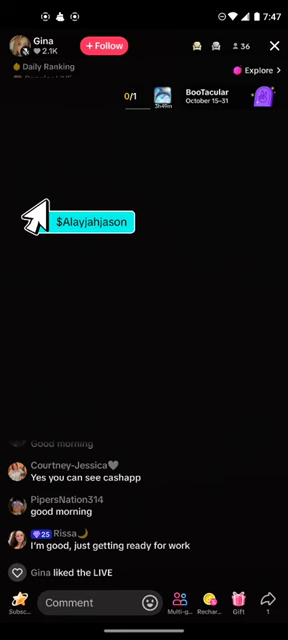 7:47
Gina
2.1K
+ Follow
36
Daily Ranking
Popular LIVE
Explore >
0/1
3h49m
BooTacular
October 15–31
$Alayjahjason
Good morning
Courtney-Jessica🩶
Yes you can see cashapp
PipersNation314
good morning
25 Rissa🌙
I'm good, just getting ready for work
Gina liked the LIVE
Subsc...
Comment
Multi-g...
Rechar...
Gift
1